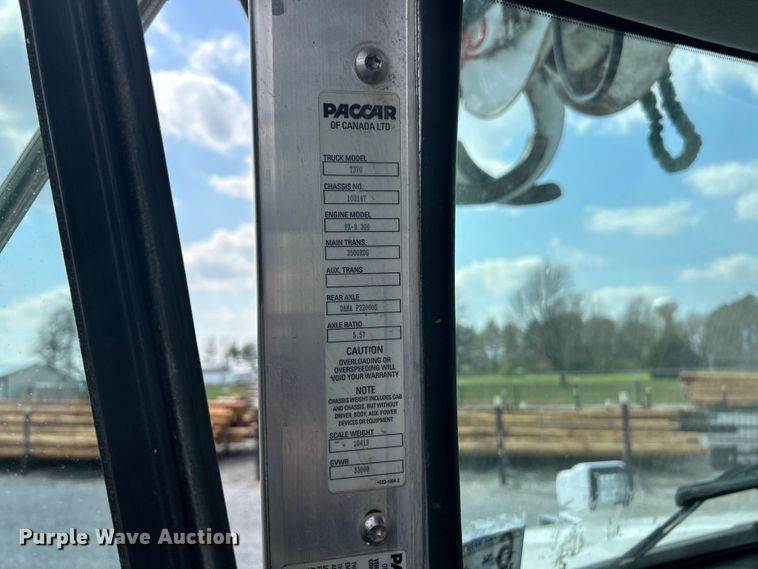 PACCAR
OF CANADA LTD
TRUCK MODEL
T370
CHASSIS NO.
103147
ENGINE MODEL
PX-9 300
MAIN TRANS.
3500RDS
AUX. TRANS
REAR AXLE
DANA
AXLE RATIO
5.57
CAUTION
OVERLOADING OR
OVERSPEEDING WILL
VOID YOUR WARRANTY
NOTE
CHASSIS WEIGHT INCLUDES CAB
AND CHASSIS, BUT WITHOUT
DRIVER, BODY, AUX. POWER
DEVICES OR EQUIPMENT
SCALE WEIGHT
GVWR
33000
PACCAR
Purple Wave Auction